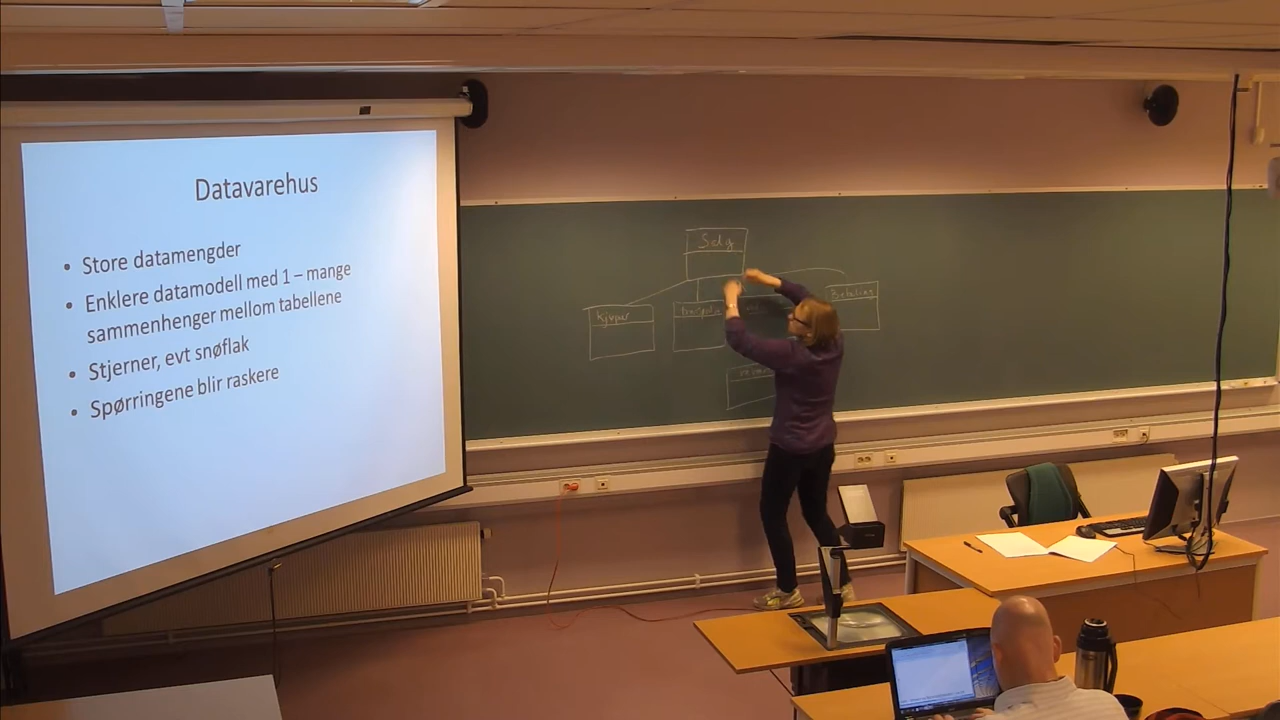 Datavarehus
• Store datamengder
• Enklere datamodell med 1 – mange
sammenhenger mellom tabellene
• Stjerner, evt snøflak
• Spørringene blir raskere
Salg
Betaling